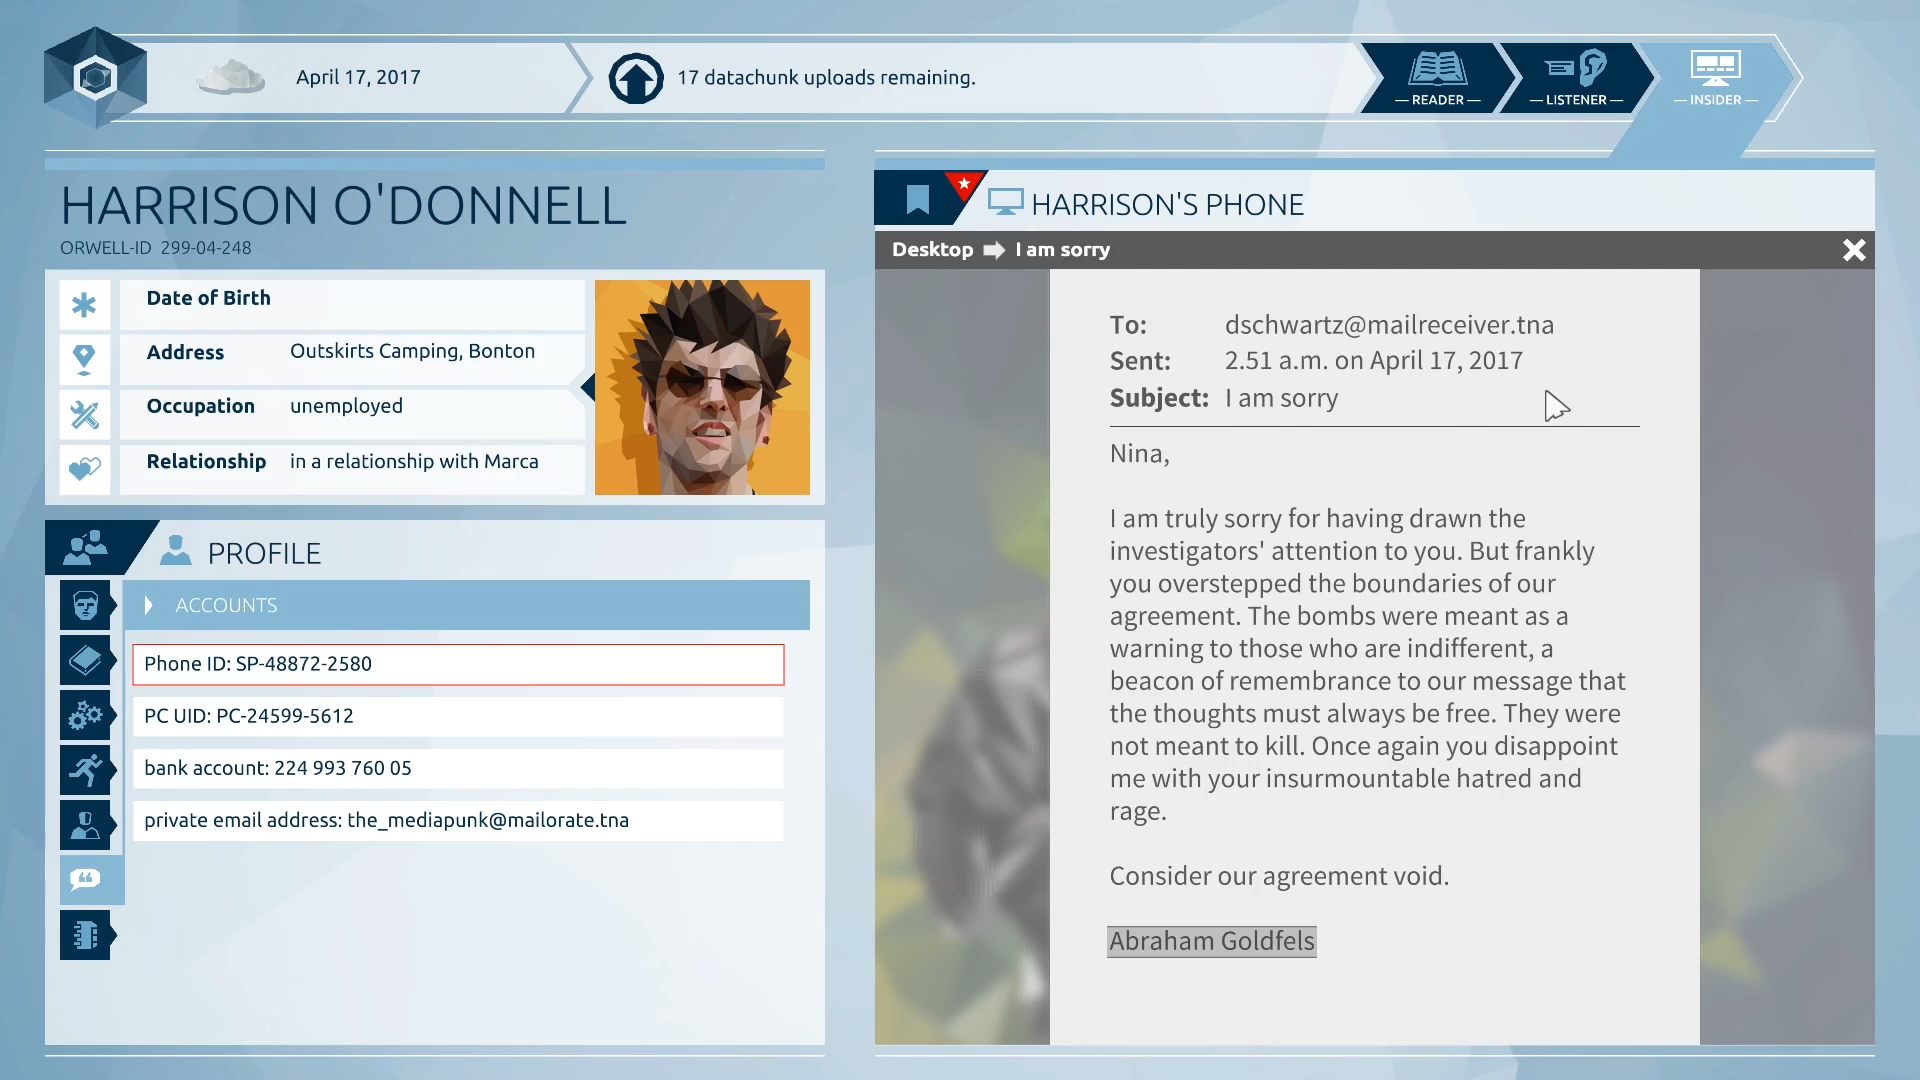 April 17, 2017
17 datachunk uploads remaining.
— READER —
— LISTENER —
— INSIDER —
HARRISON O'DONNELL
ORWELL-ID 299-04-248
Date of Birth
Address Outskirts Camping, Bonton
Occupation unemployed
Relationship in a relationship with Marca
PROFILE
ACCOUNTS
Phone ID: SP-48872-2580
PC UID: PC-24599-5612
bank account: 224 993 760 05
private email address: the_mediapunk@mailorate.tna
HARRISON'S PHONE
Desktop I am sorry
To: dschwartz@mailreceiver.tna
Sent: 2.51 a.m. on April 17, 2017
Subject: I am sorry
Nina,
I am truly sorry for having drawn the
investigators' attention to you. But frankly
you overstepped the boundaries of our
agreement. The bombs were meant as a
warning to those who are indifferent, a
beacon of remembrance to our message that
the thoughts must always be free. They were
not meant to kill. Once again you disappoint
me with your insurmountable hatred and
rage.
Consider our agreement void.
Abraham Goldfels